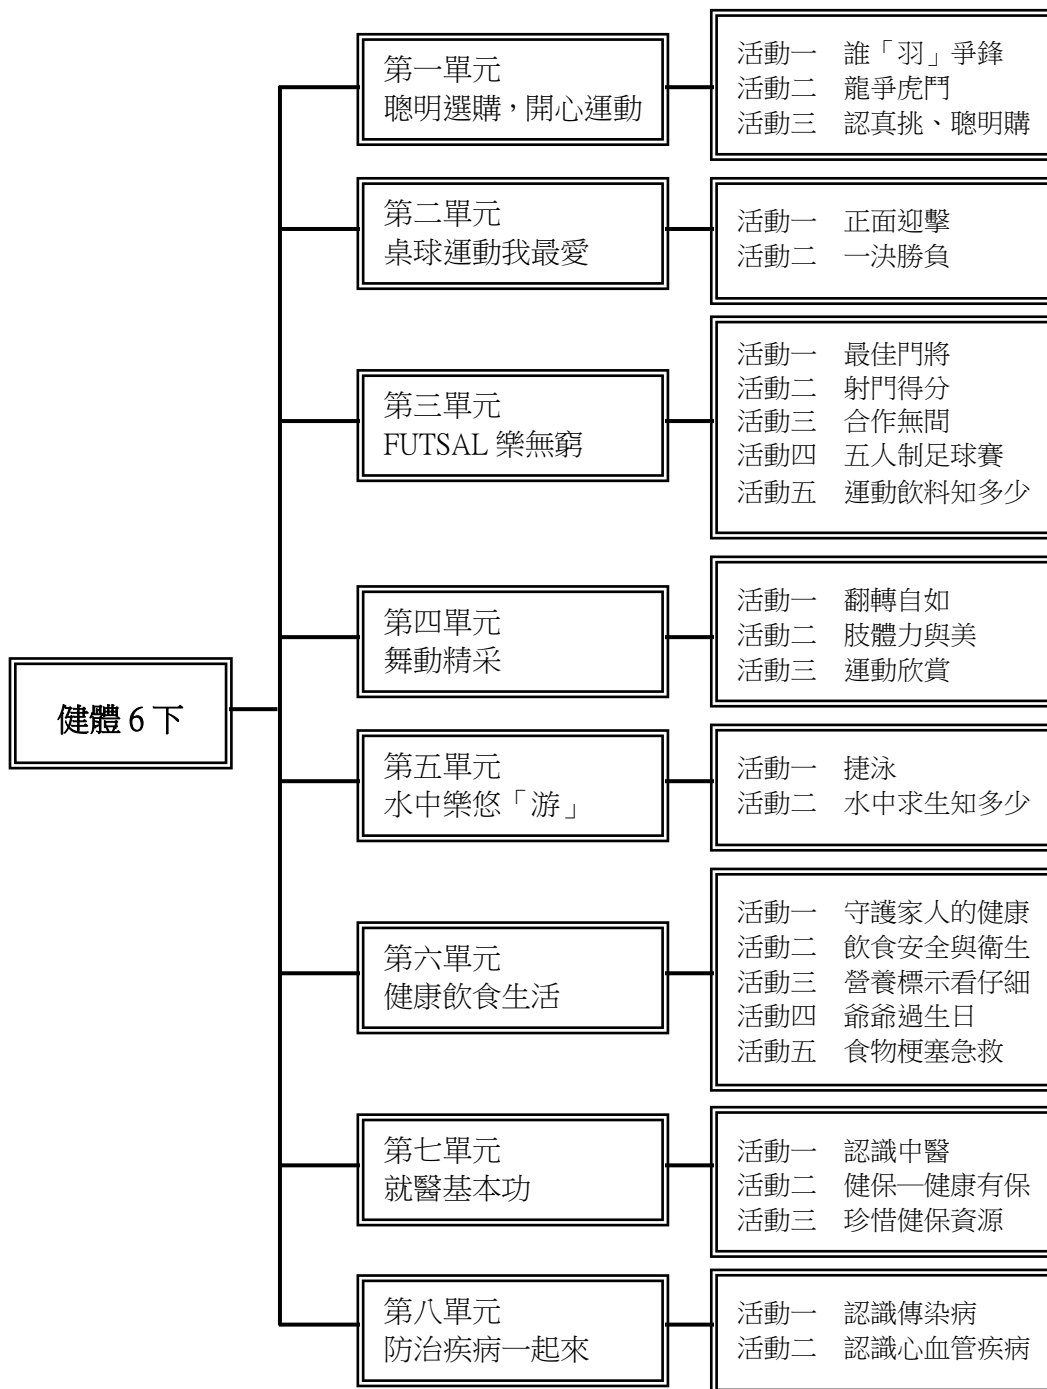 健體 6 下
第一單元
聰明選購，開心運動
活動一　誰「羽」爭鋒
活動二　龍爭虎鬥
活動三　認真挑、聰明購
第二單元
桌球運動我最愛
活動一　正面迎擊
活動二　一決勝負
第三單元
FUTSAL 樂無窮
活動一　最佳門將
活動二　射門得分
活動三　合作無間
活動四　五人制足球賽
活動五　運動飲料知多少
第四單元
舞動精采
活動一　翻轉自如
活動二　肢體力與美
活動三　運動欣賞
第五單元
水中樂悠「游」
活動一　捷泳
活動二　水中求生知多少
第六單元
健康飲食生活
活動一　守護家人的健康
活動二　飲食安全與衛生
活動三　營養標示看仔細
活動四　爺爺過生日
活動五　食物梗塞急救
第七單元
就醫基本功
活動一　認識中醫
活動二　健保─健康有保
活動三　珍惜健保資源
第八單元
防治疾病一起來
活動一　認識傳染病
活動二　認識心血管疾病